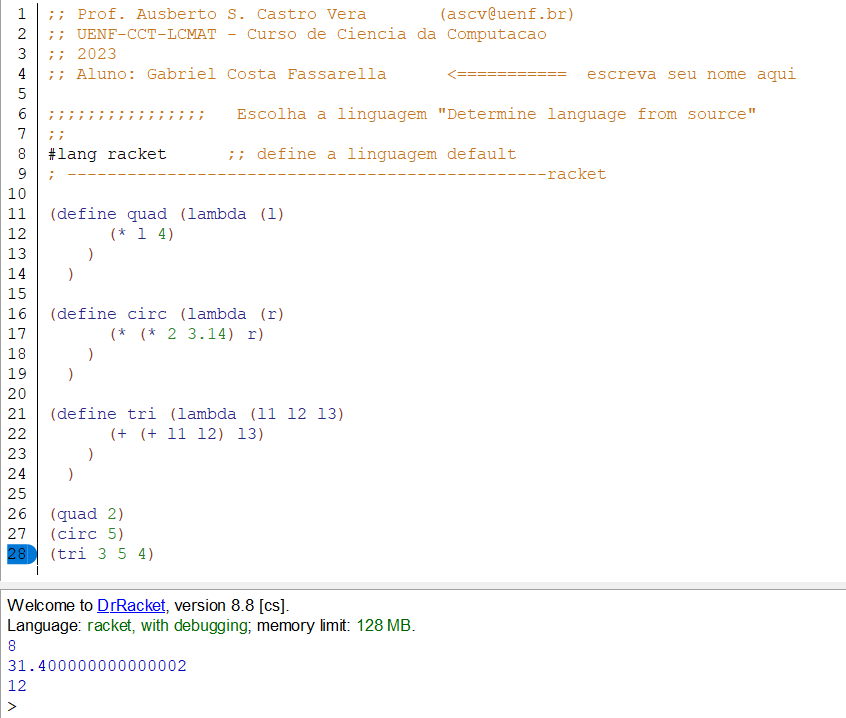 1 ;; Prof. Ausberto S. Castro Vera (ascv@uenf.br)
2 ;; UENF-CCT-LCMAT - Curso de Ciencia da Computacao
3 ;; 2023
4 ;; Aluno: Gabriel Costa Fassarella <=========== escreva seu nome aqui
5
6 ;;;;;;;;;;;;;;;; Escolha a linguagem "Determine language from source"
7 ;;
8 #lang racket ;; define a linguagem default
9 ; ------------------------------------------------racket
10
11 (define quad (lambda (l)
12 (* l 4)
13 )
14 )
15
16 (define circ (lambda (r)
17 (* (* 2 3.14) r)
18 )
19 )
20
21 (define tri (lambda (l1 l2 l3)
22 (+ (+ l1 l2) l3)
23 )
24 )
25
26 (quad 2)
27 (circ 5)
28 (tri 3 5 4)
Welcome to DrRacket, version 8.8 [cs].
Language: racket, with debugging; memory limit: 128 MB.
8
31.400000000000002
12
>